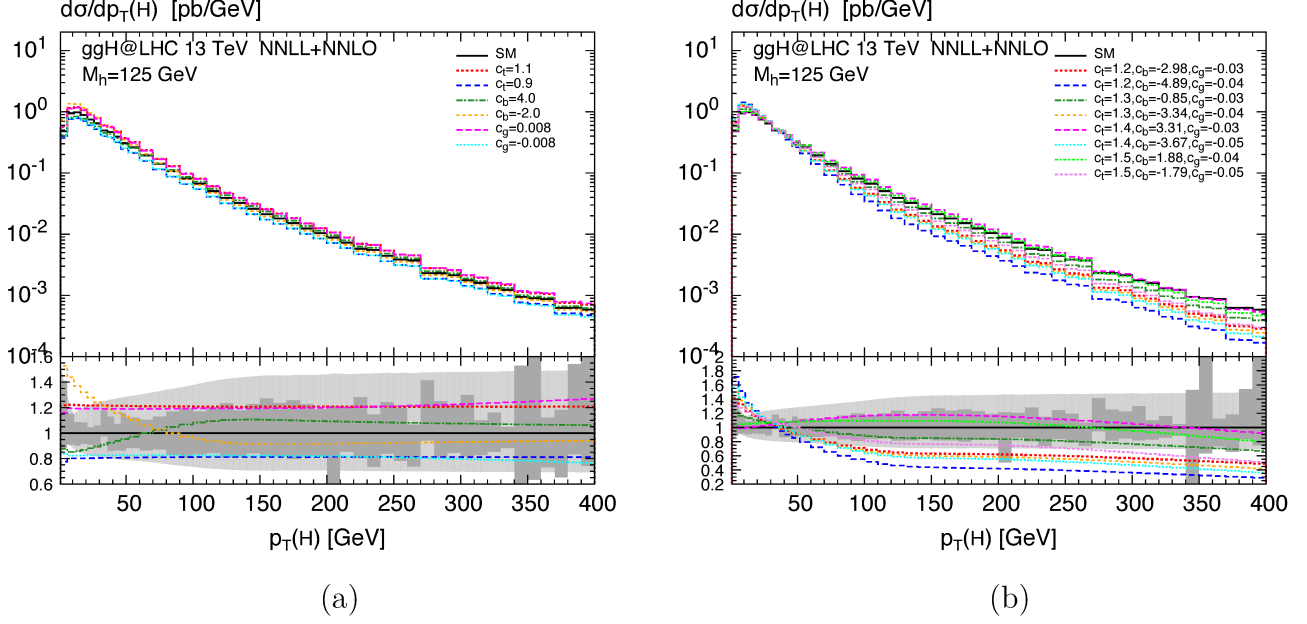 dσ/dp_T(H) [pb/GeV]
ggH@LHC 13 TeV NNLL+NNLO
M_h=125 GeV
SM
c_t=1.1
c_t=0.9
c_b=4.0
c_b=-2.0
c_g=0.008
c_g=-0.008
10^1
10^0
10^-1
10^-2
10^-3
10^-4
1.6
1.4
1.2
1
0.8
0.6
50 100 150 200 250 300 350 400
p_T(H) [GeV]
(a)
dσ/dp_T(H) [pb/GeV]
ggH@LHC 13 TeV NNLL+NNLO
M_h=125 GeV
SM
c_t=1.2,c_b=-2.98,c_g=-0.03
c_t=1.2,c_b=-4.89,c_g=-0.04
c_t=1.3,c_b=-0.85,c_g=-0.03
c_t=1.3,c_b=-3.34,c_g=-0.04
c_t=1.4,c_b=3.31,c_g=-0.03
c_t=1.4,c_b=-3.67,c_g=-0.05
c_t=1.5,c_b=1.88,c_g=-0.04
c_t=1.5,c_b=-1.79,c_g=-0.05
10^1
10^0
10^-1
10^-2
10^-3
10^-4
2
1.8
1.6
1.4
1.2
1
0.8
0.6
0.4
0.2
50 100 150 200 250 300 350 400
p_T(H) [GeV]
(b)